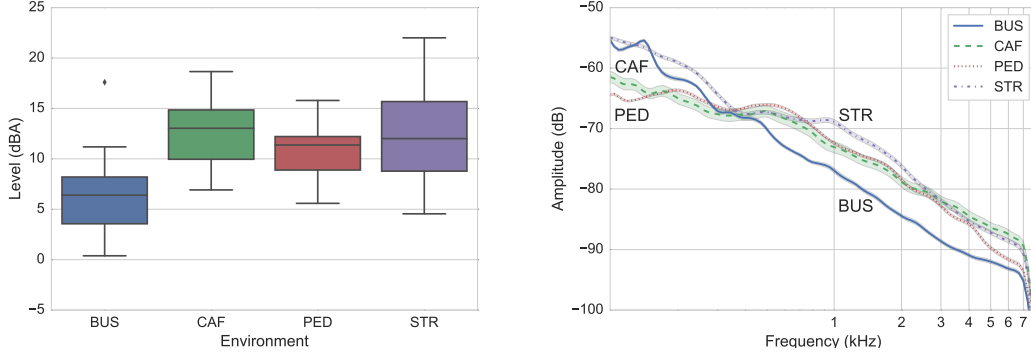 25
20
15
10
5
0
−5
Level (dBA)
BUS
CAF
PED
STR
Environment
−50
−60
−70
−80
−90
−100
Amplitude (dB)
CAF
PED
STR
BUS
BUS
CAF
PED
STR
1
2
3
4
5
6
7
Frequency (kHz)